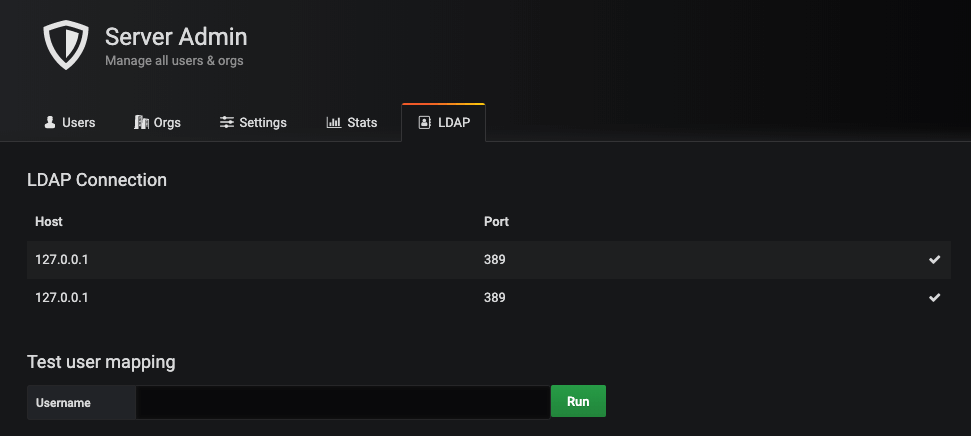 Server Admin
Manage all users & orgs
Users Orgs Settings Stats LDAP
LDAP Connection
Host Port
127.0.0.1 389
127.0.0.1 389
Test user mapping
Username Run